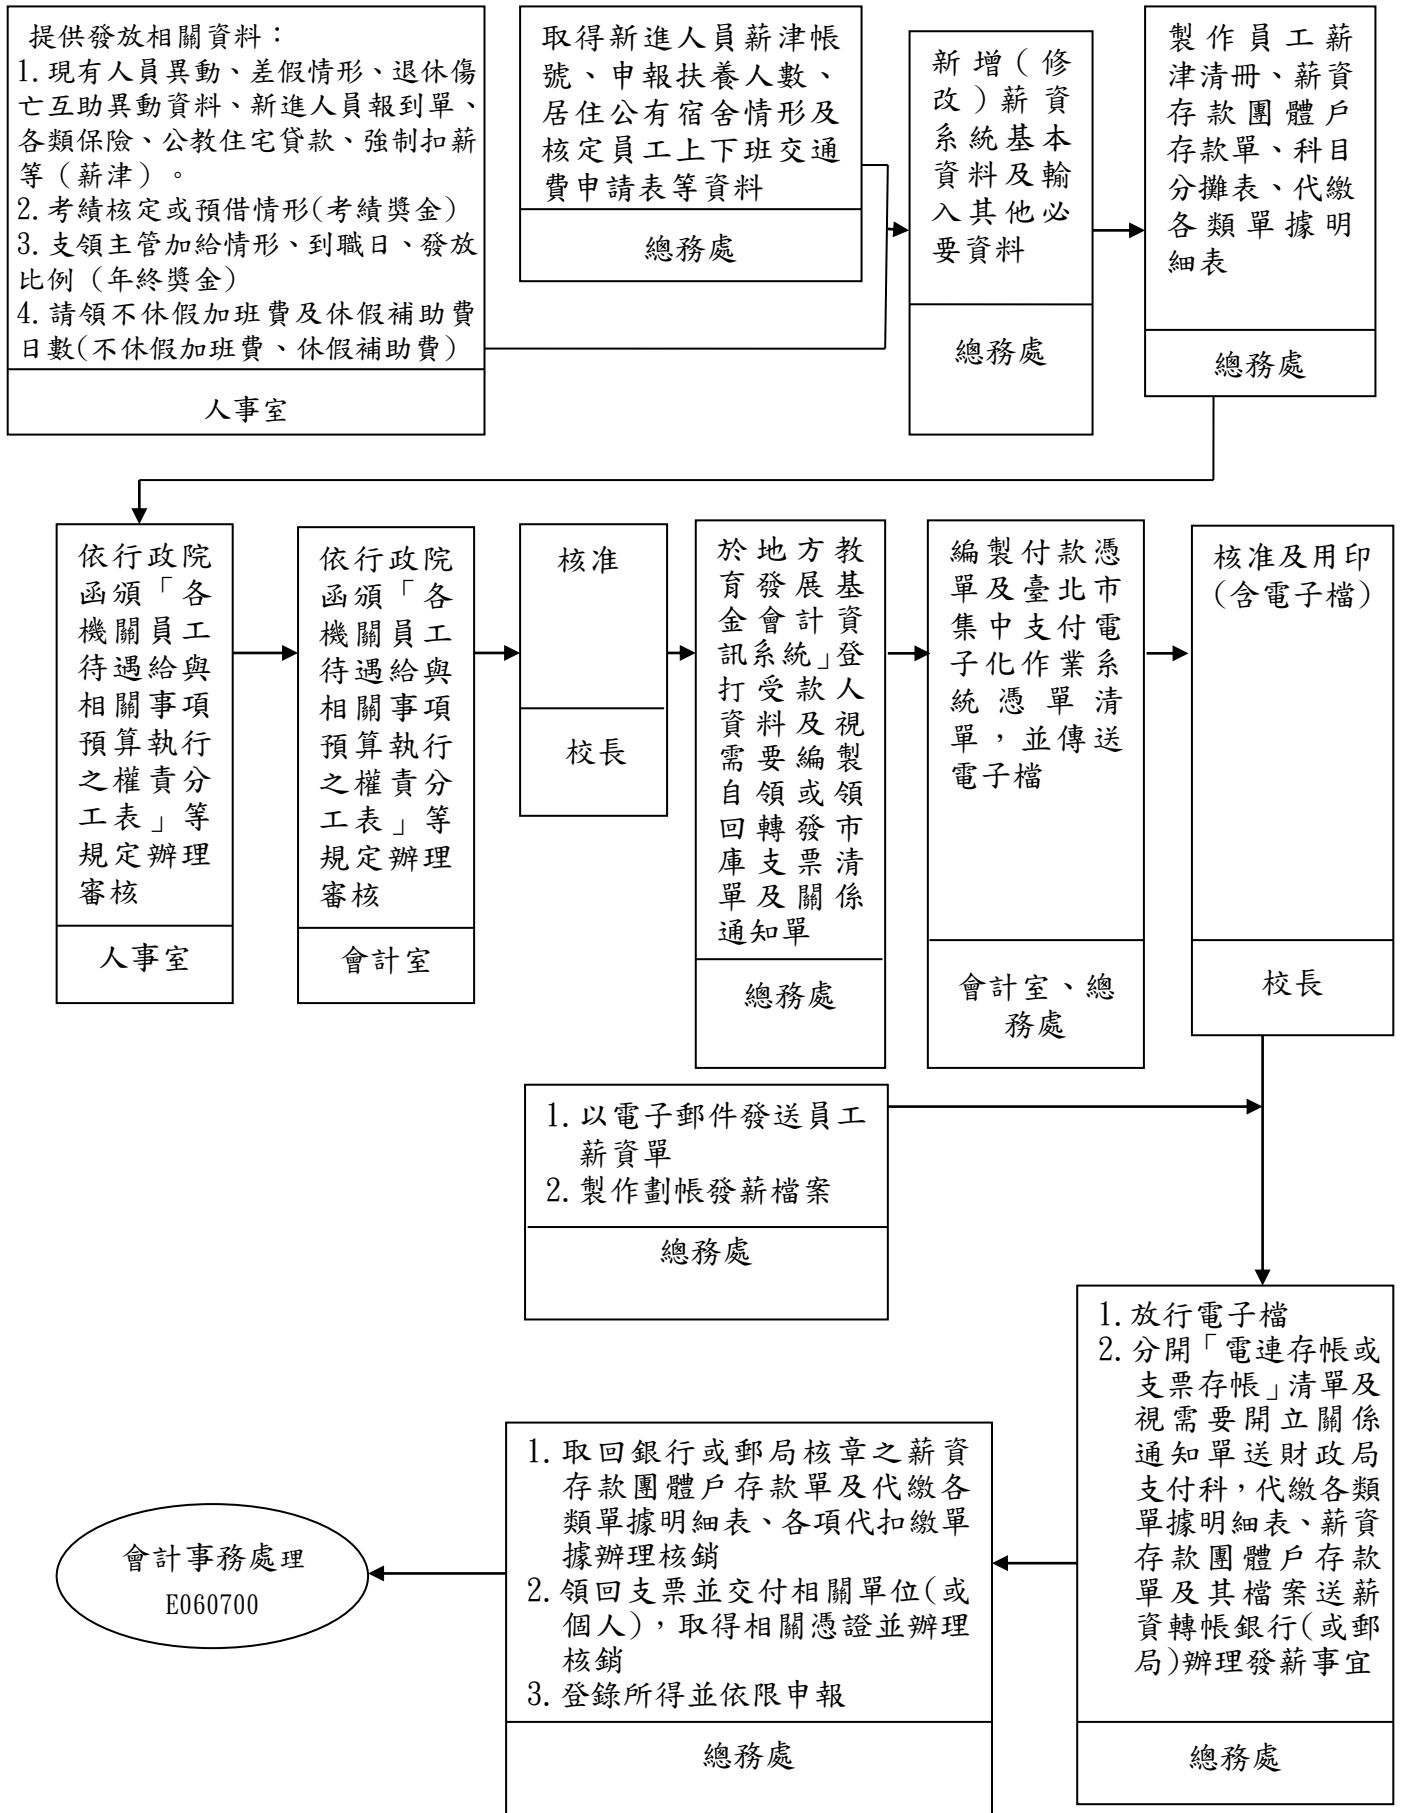 提供發放相關資料：
1.現有人員異動、差假情形、退休傷
亡互助異動資料、新進人員報到單、
各類保險、公教住宅貸款、強制扣薪
等（薪津）。
2.考績核定或預借情形(考績獎金)
3.支領主管加給情形、到職日、發放
比例（年終獎金)
4.請領不休假加班費及休假補助費
日數(不休假加班費、休假補助費)
人事室
取得新進人員薪津帳
號、申報扶養人數、
居住公有宿舍情形及
核定員工上下班交通
費申請表等資料
總務處
新增（修
改）薪資
系統基本
資料及輸
入其他必
要資料
總務處
製作員工薪
津清冊、薪資
存款團體戶
存款單、科目
分攤表、代繳
各類單據明
細表
總務處
依行政院
函頒「各
機關員工
待遇給與
相關事項
預算執行
之權責分
工表」等
規定辦理
審核
人事室
依行政院
函頒「各
機關員工
待遇給與
相關事項
預算執行
之權責分
工表」等
規定辦理
審核
會計室
核准
校長
於地方教
育發展基
金會計資
訊系統」登
打受款人
資料及視
需要編製
自領或領
回轉發市
庫支票清
單及關係
通知單
總務處
編製付款憑
單及臺北市
集中支付電
子化作業系
統憑單清
單，並傳送
電子檔
會計室、總
務處
核准及用印
(含電子檔)
校長
1.以電子郵件發送員工
薪資單
2.製作劃帳發薪檔案
總務處
1.放行電子檔
2.分開「電連存帳或
支票存帳」清單及
視需要開立關係
通知單送財政局
支付科，代繳各類
單據明細表、薪資
存款團體戶存款
單及其檔案送薪
資轉帳銀行(或郵
局)辦理發薪事宜
總務處
1.取回銀行或郵局核章之薪資
存款團體戶存款單及代繳各
類單據明細表、各項代扣繳單
據辦理核銷
2.領回支票並交付相關單位(或
個人)，取得相關憑證並辦理
核銷
3.登錄所得並依限申報
總務處
會計事務處理
E060700